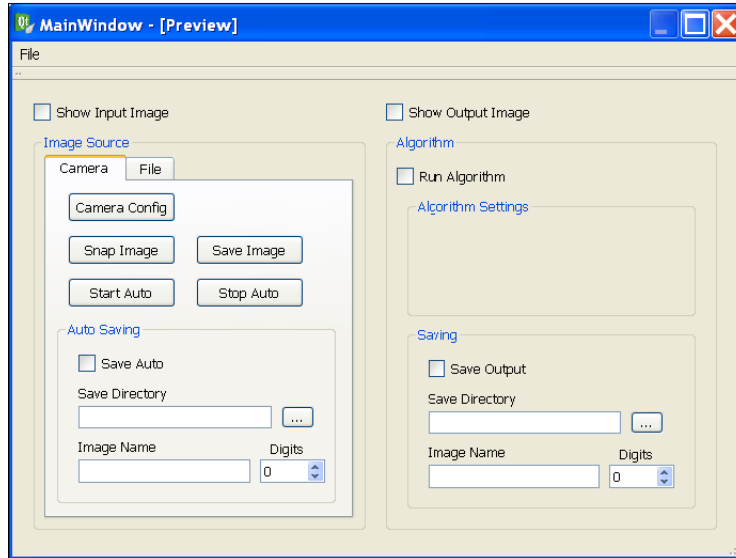 MainWindow - [Preview]
File
Show Input Image
Image Source
Camera File
Camera Config
Snap Image Save Image
Start Auto Stop Auto
Auto Saving
Save Auto
Save Directory
...
Image Name Digits
0
Show Output Image
Algorithm
Run Algorithm
Algorithm Settings
Saving
Save Output
Save Directory
...
Image Name Digits
0